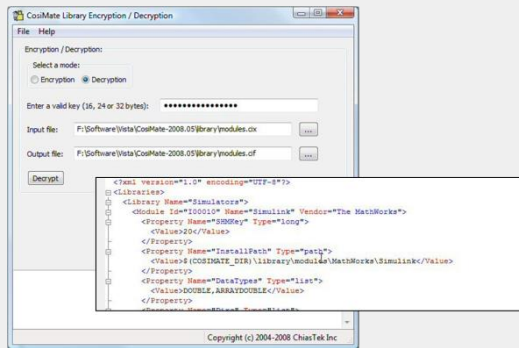 CosiMate Library Encryption / Decryption
File Help
Encryption / Decryption:
Select a mode:
Encryption Decryption
Enter a valid key (16, 24 or 32 bytes): ••••••••••••••••
Input file: F:\Software\Vista\CosiMate-2008.05\library\modules.cix ...
Output file: F:\Software\Vista\CosiMate-2008.05\library\modules.cif ...
Decrypt
<?xml version="1.0" encoding="UTF-8"?>
<Libraries>
<Library Name="Simulators">
<Module Id="I00010" Name="Simulink" Vendor="The MathWorks">
<Property Name="SHMKey" Type="long">
<Value>20</Value>
</Property>
<Property Name="InstallPath" Type="path">
<Value>$(COSIMATE_DIR)\library\modules\MathWorks\Simulink</Value>
</Property>
<Property Name="DataTypes" Type="list">
<Value>DOUBLE,ARRAYDOUBLE</Value>
</Property>
Copyright (c) 2004-2008 ChiasTek Inc